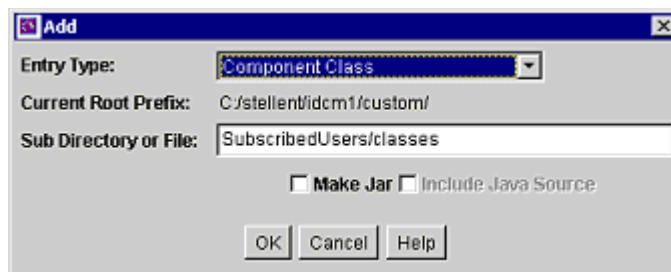 Add
Entry Type: Component Class
Current Root Prefix: C:/stellent/idcm1/custom/
Sub Directory or File: SubscribedUsers/classes
Make Jar Include Java Source
OK Cancel Help